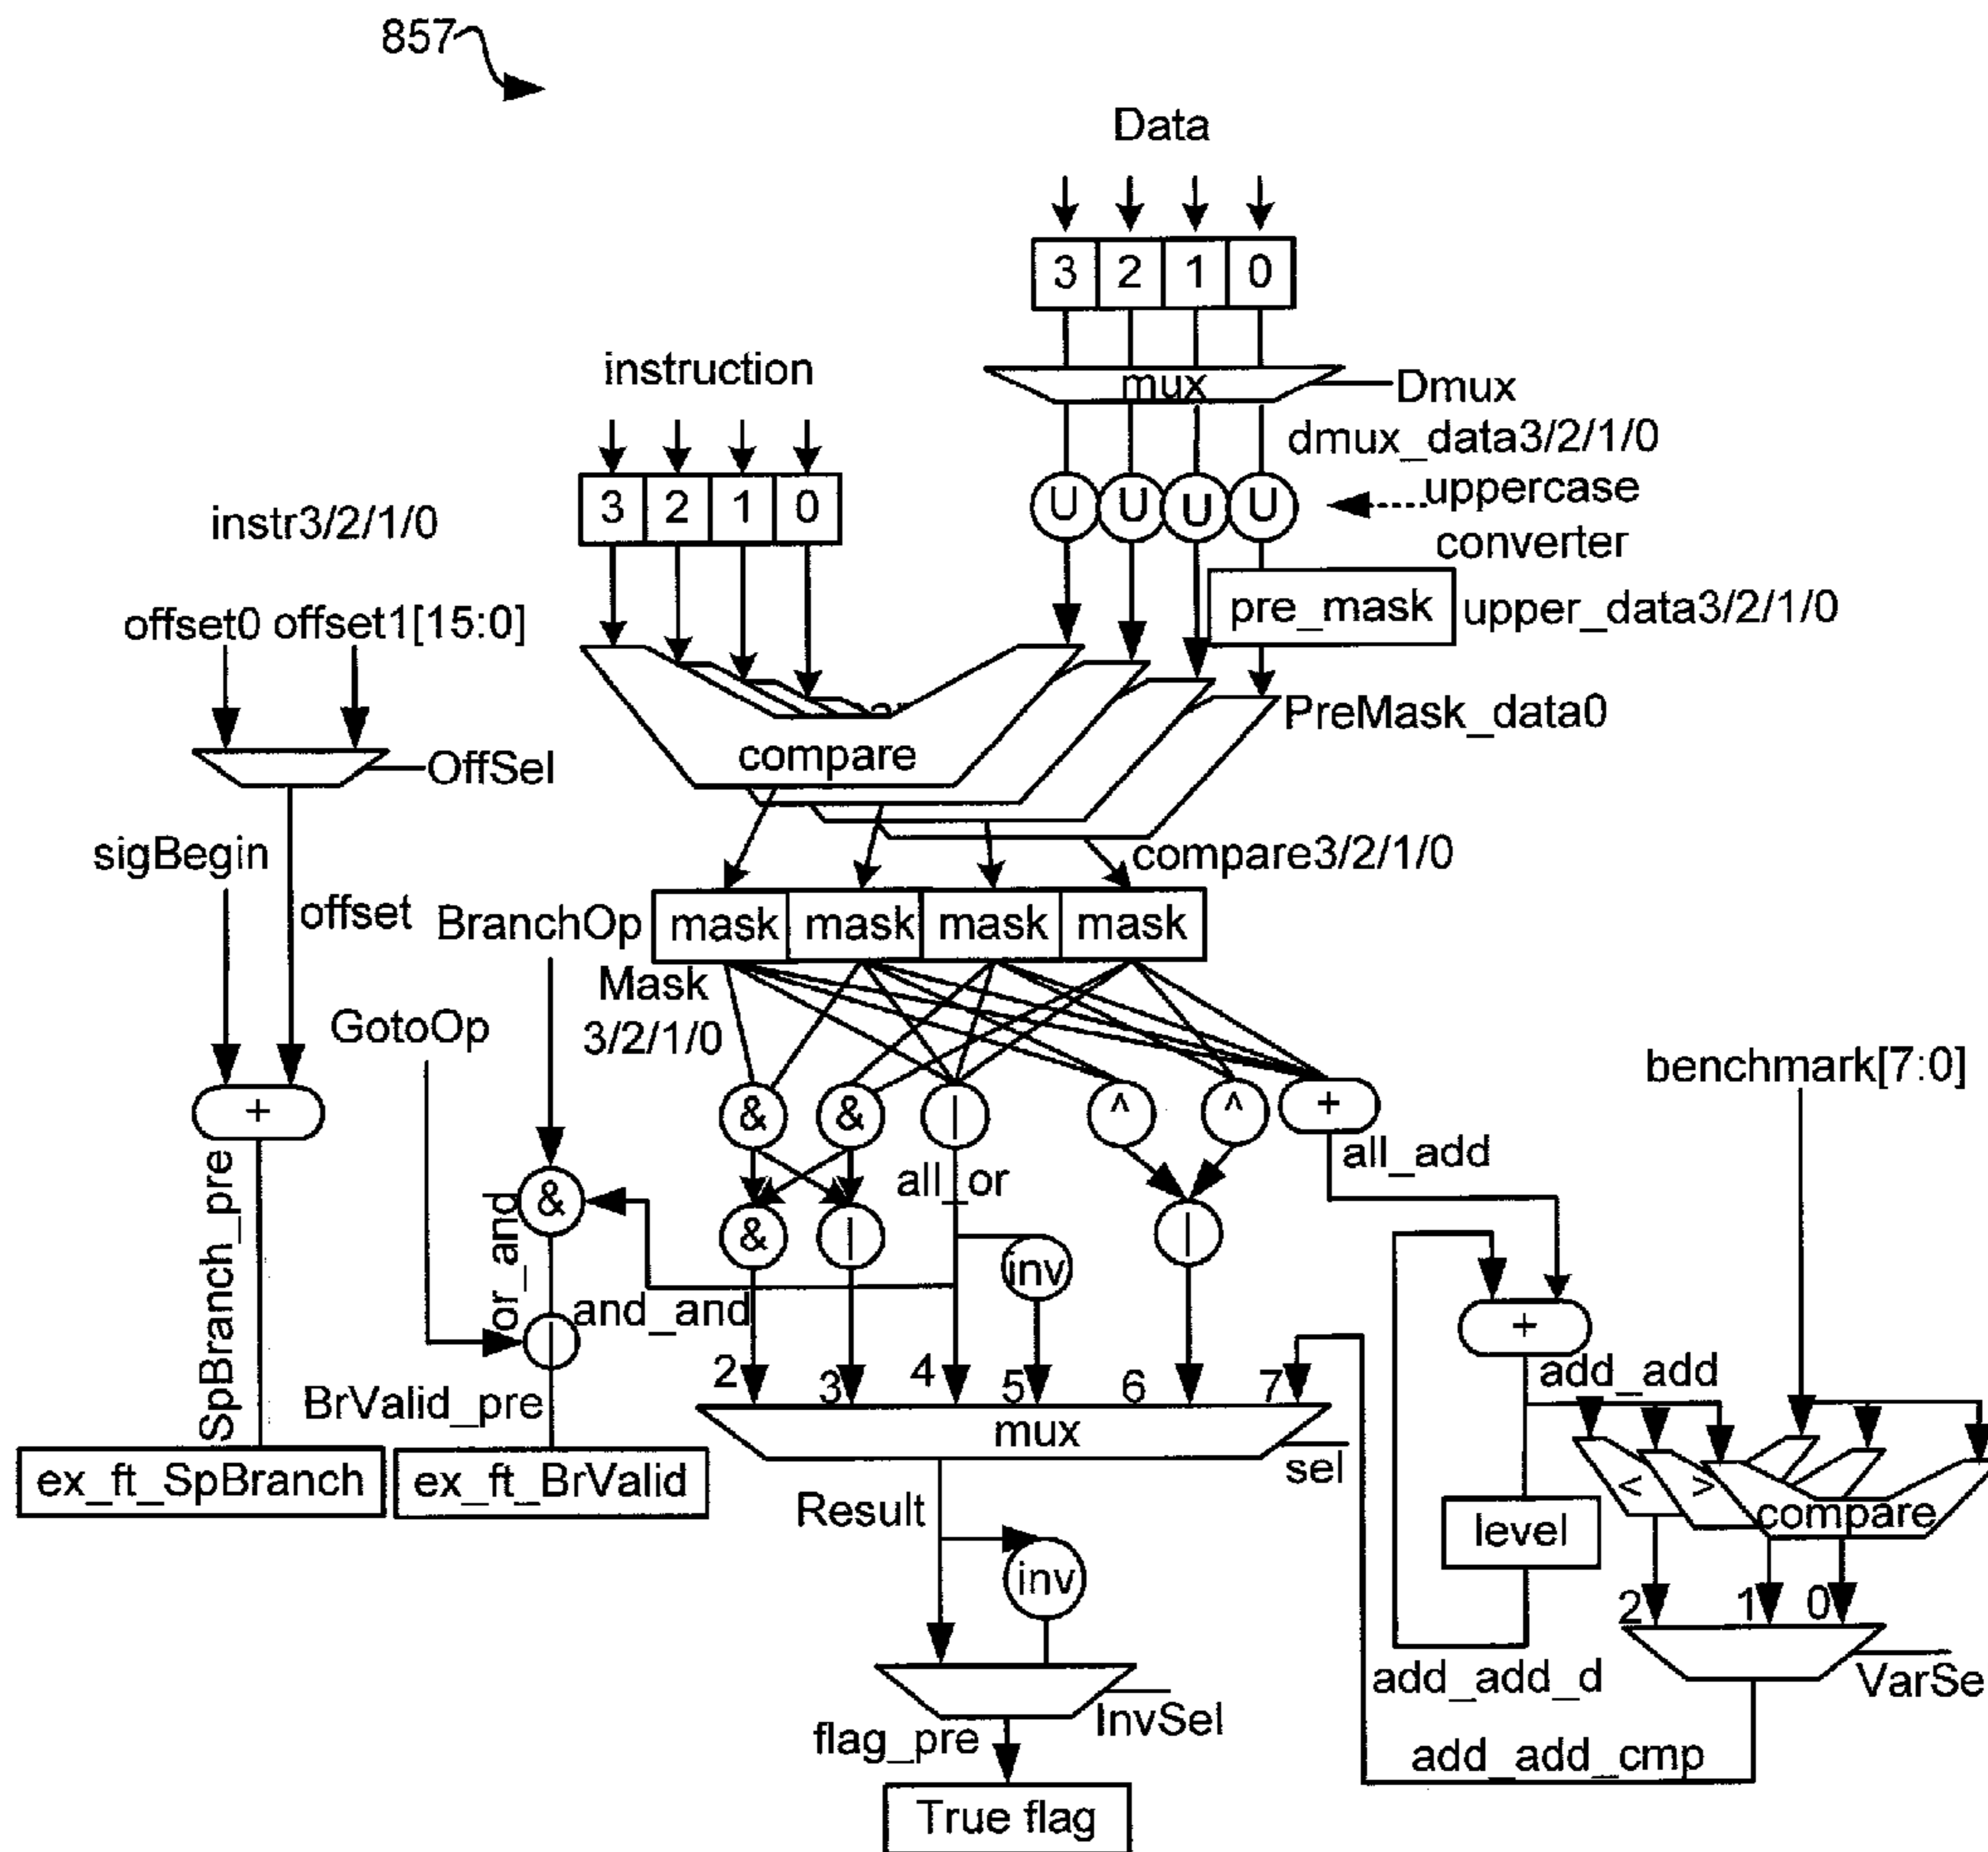 857
Data
3 2 1 0
instruction
mux
Dmux
dmux_data3/2/1/0
3 2 1 0
U U U U
uppercase
converter
instr3/2/1/0
offset0 offset1[15:0]
pre_mask
upper_data3/2/1/0
PreMask_data0
compare
OffSel
sigBegin
compare3/2/1/0
offset
BranchOp
mask mask mask mask
Mask
3/2/1/0
GotoOp
benchmark[7:0]
+
& & | ^ ^ +
all_add
SpBranch_pre
or_and
&
all_or
& | |
inv
and_and
|
+
2 3 4 5 6 7
add_add
BrValid_pre
mux
sel
< > compare
ex_ft_SpBranch
ex_ft_BrValid
Result
level
inv
2 1 0
add_add_d
VarSe
InvSel
flag_pre
add_add_cmp
True flag